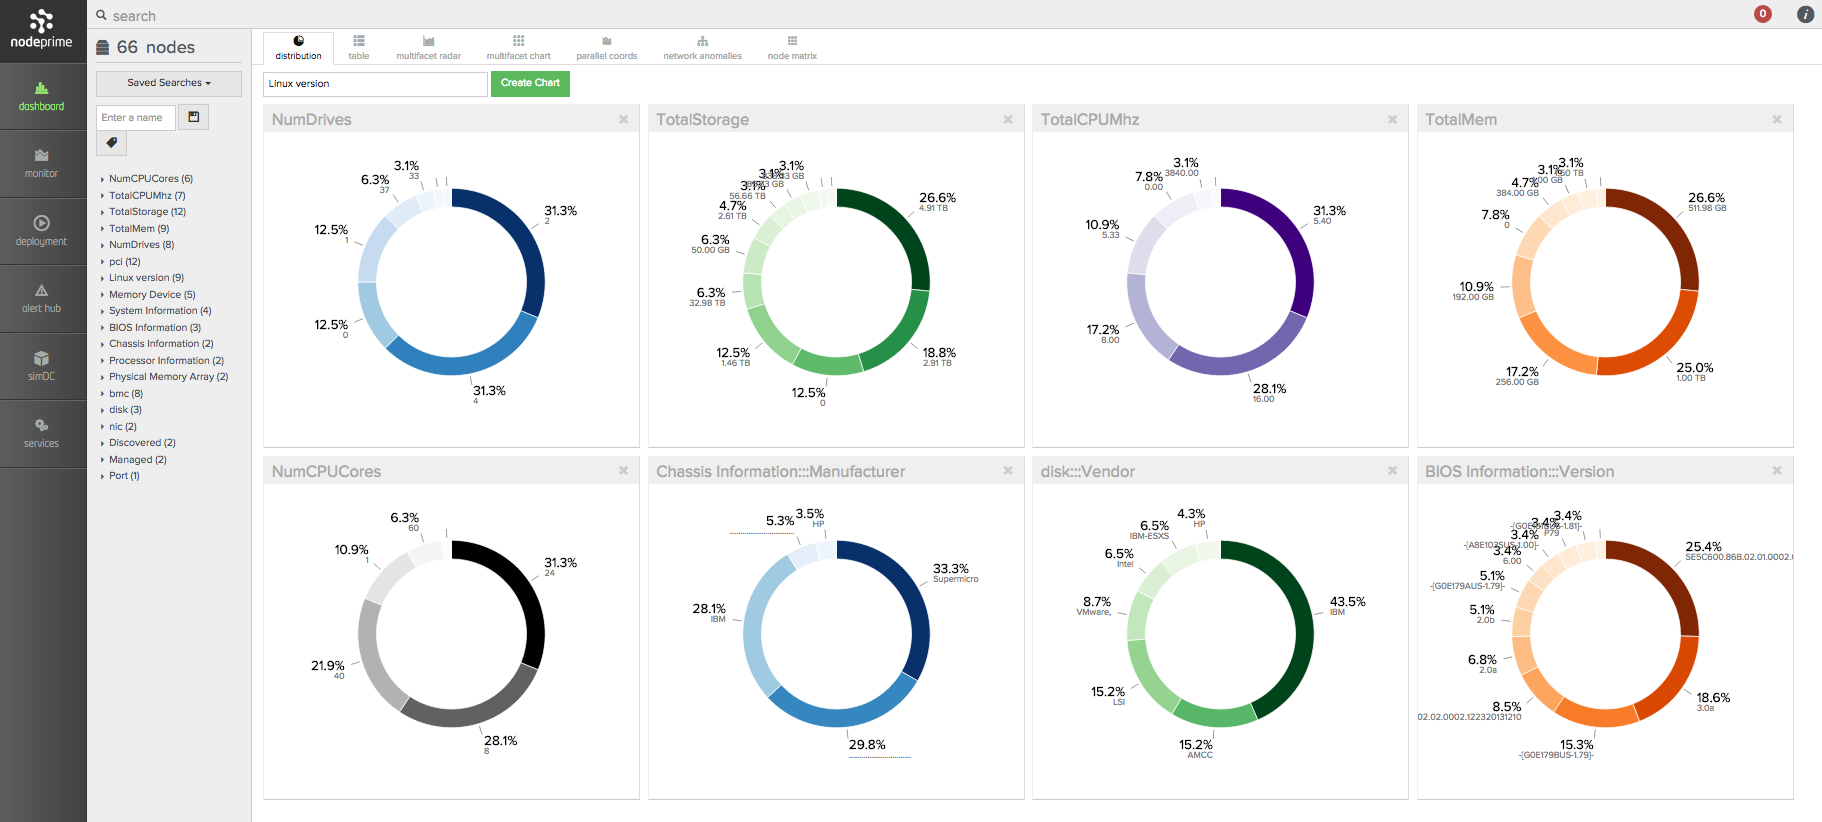 nodeprime
dashboard
monitor
deployment
alert hub
simDC
services
search
0
i
66 nodes
Saved Searches
Enter a name
NumCPUCores (6)
TotalCPUMhz (7)
TotalStorage (12)
TotalMem (9)
NumDrives (8)
pci (12)
Linux version (9)
Memory Device (5)
System Information (4)
BIOS Information (3)
Chassis Information (2)
Processor Information (2)
Physical Memory Array (2)
bmc (8)
disk (3)
nic (2)
Discovered (2)
Managed (2)
Port (1)
distribution
table
multifacet radar
multifacet chart
parallel coords
network anomalies
node matrix
Linux version
Create Chart
NumDrives
3.1%
33
6.3%
37
12.5%
1
12.5%
0
31.3%
2
31.3%
4
TotalStorage
3.1%
3.1%
3.1%
56.66 TB
4.7%
2.61 TB
6.3%
50.00 GB
6.3%
32.98 TB
12.5%
1.46 TB
12.5%
0
18.8%
2.91 TB
26.6%
4.91 TB
TotalCPUMhz
3.1%
3840.00
7.8%
0.00
10.9%
5.33
17.2%
8.00
28.1%
16.00
31.3%
5.40
TotalMem
3.1%
3.1%
4.7%
384.00 GB
7.8%
0
10.9%
192.00 GB
17.2%
256.00 GB
25.0%
1.00 TB
26.6%
511.98 GB
NumCPUCores
6.3%
60
10.9%
1
21.9%
40
28.1%
8
31.3%
24
Chassis Information:::Manufacturer
3.5%
HP
5.3%
28.1%
IBM
29.8%
33.3%
Supermicro
disk:::Vendor
4.3%
HP
6.5%
IBM-ESXS
6.5%
Intel
8.7%
VMware,
15.2%
LSI
15.2%
AMCC
43.5%
IBM
BIOS Information:::Version
3.4%
3.4%
P79
3.4%
-[A8E103SUS-1.00]-
3.4%
6.00
5.1%
-[G0E179AUS-1.79]-
5.1%
2.0b
6.8%
2.0a
8.5%
02.02.0002.122320131210
15.3%
-[G0E179BUS-1.79]-
18.6%
3.0a
25.4%
SE5C600.86B.02.01.0002.